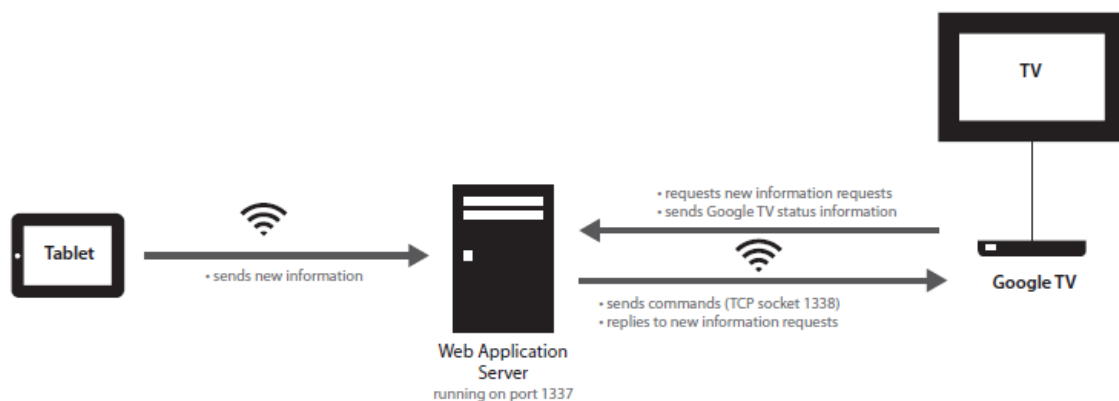 TV
• requests new information requests
• sends Google TV status information
Tablet
• sends new information
Google TV
• sends commands (TCP socket 1338)
• replies to new information requests
Web Application
Server
running on port 1337